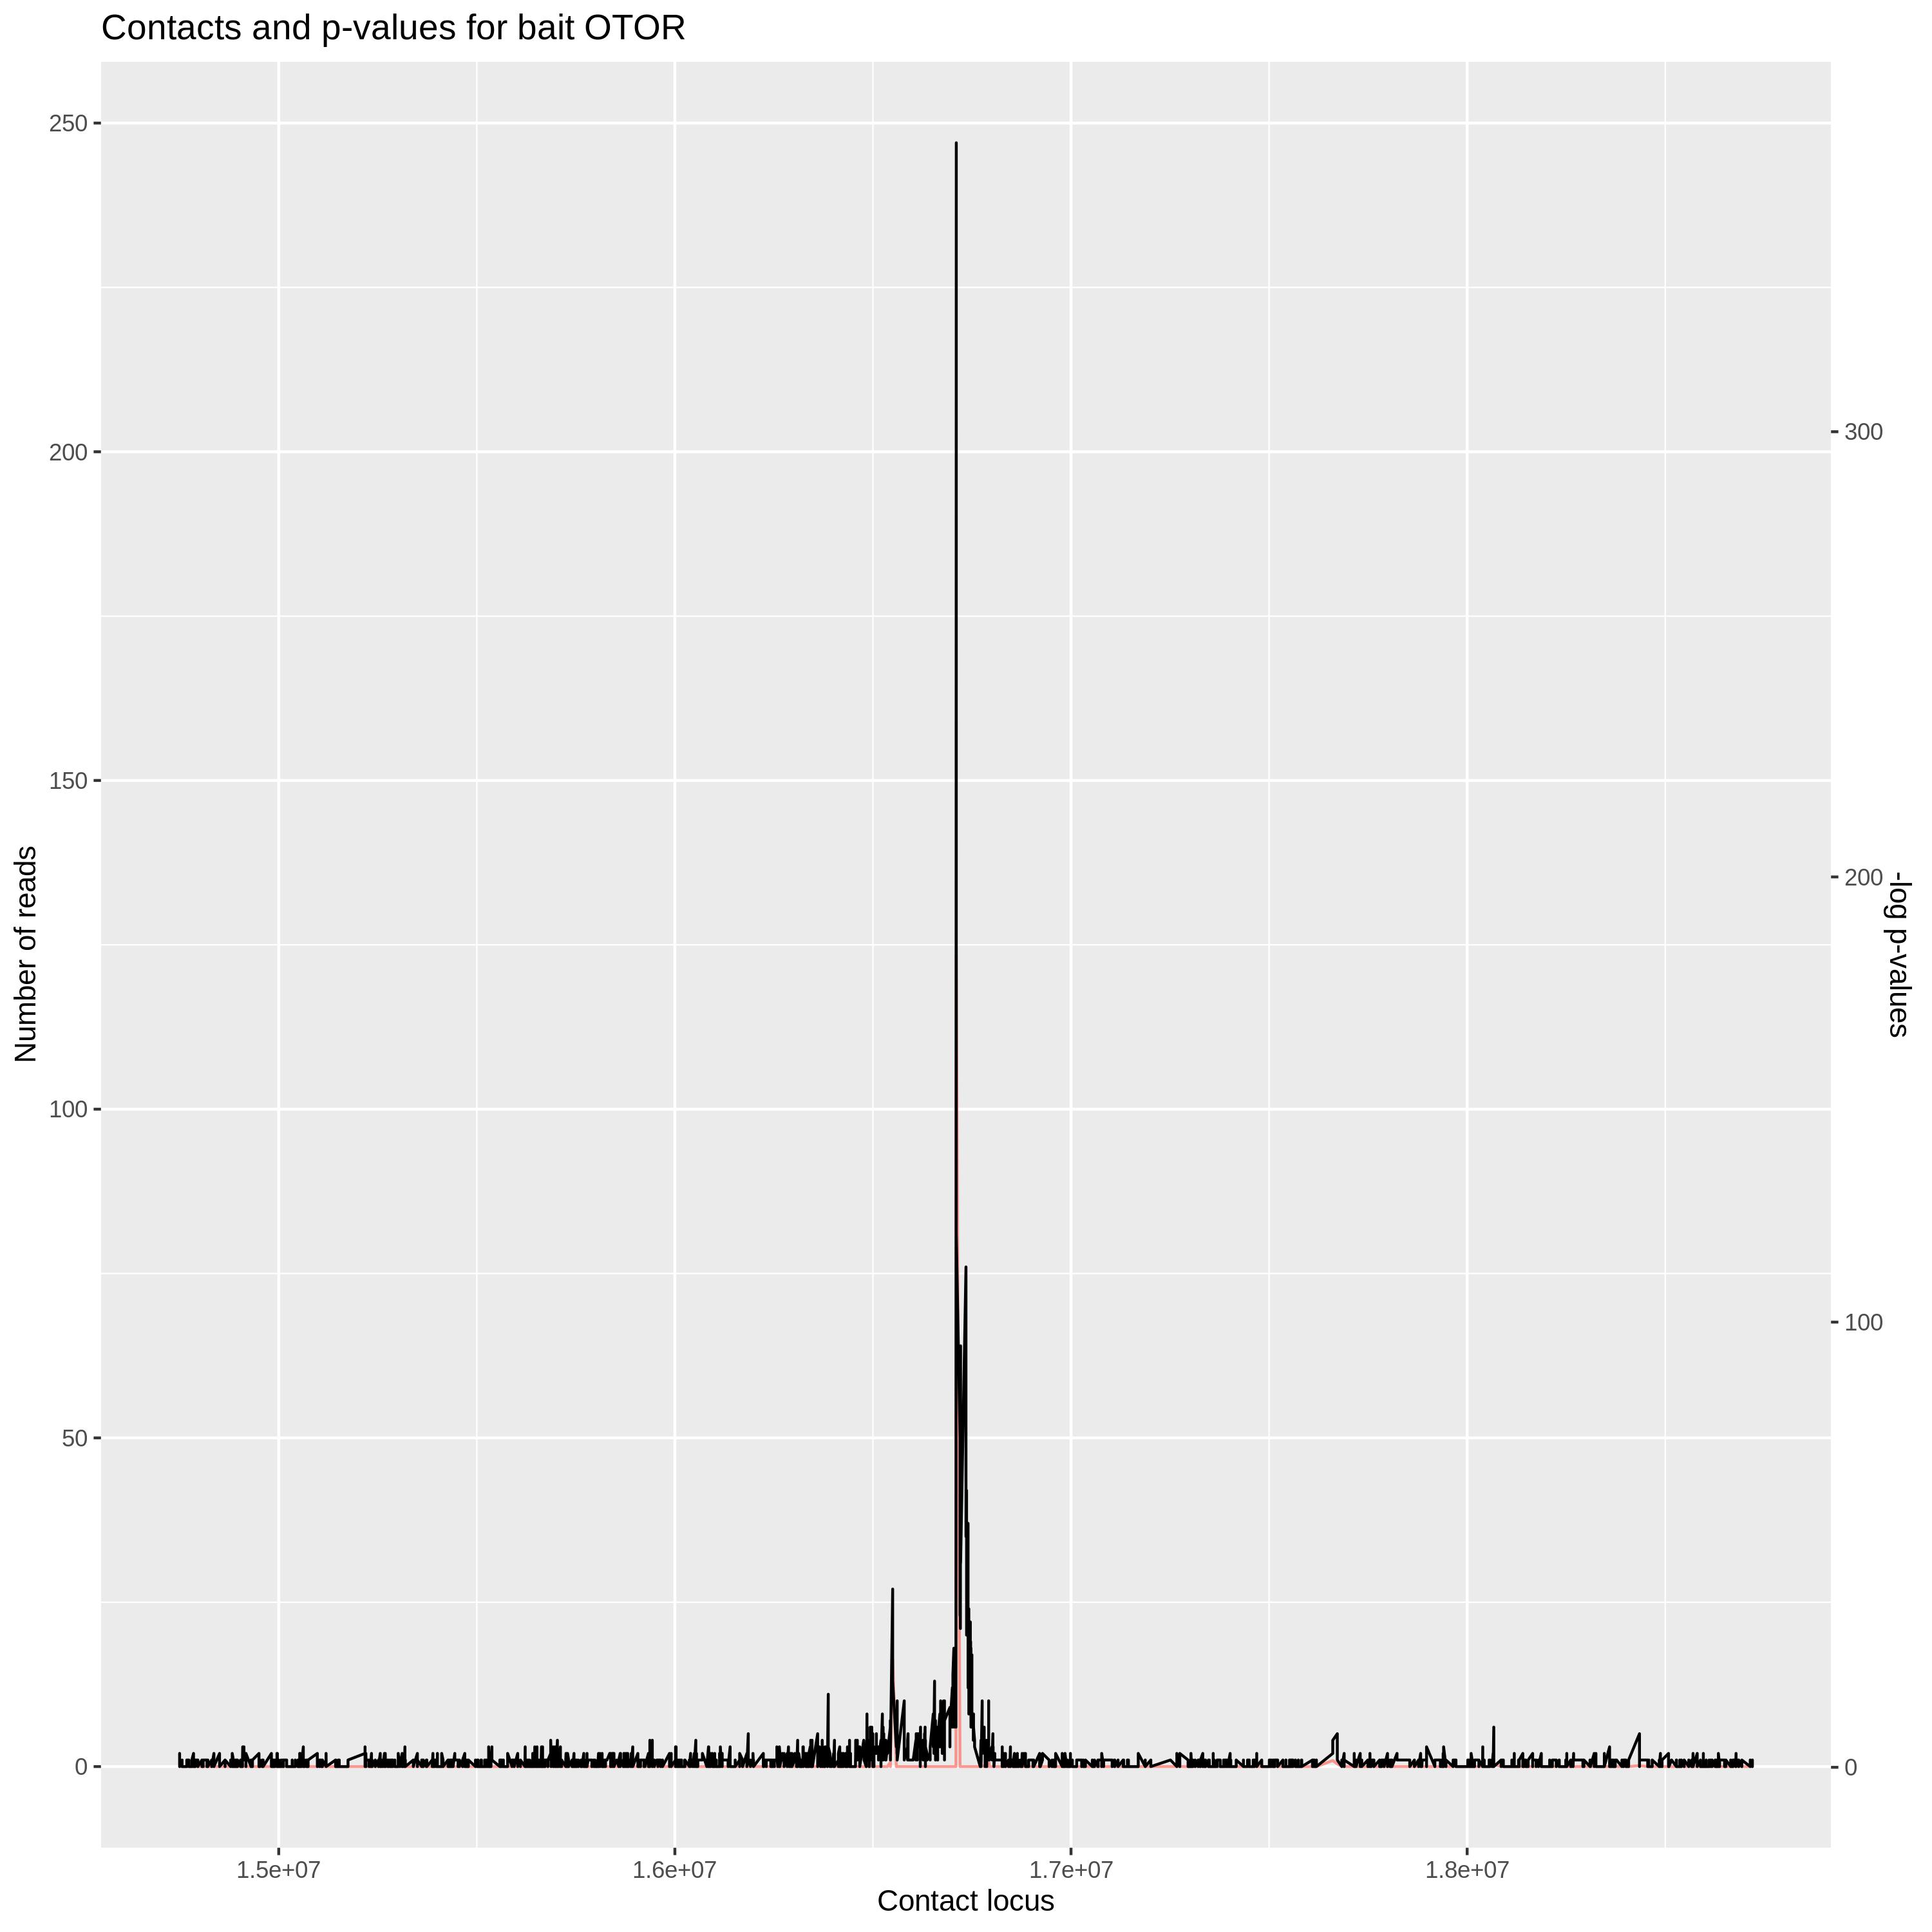 Contacts and p-values for bait OTOR
250
200
150
100
50
0
300
200
100
0
Number of reads
-log p-values
1.5e+07
1.6e+07
1.7e+07
1.8e+07
Contact locus